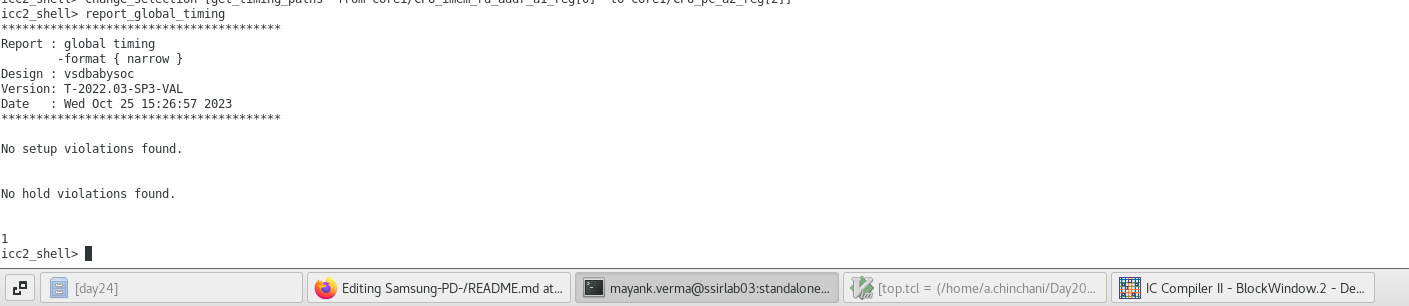 icc2_shell> change_selection [get_timing_paths -from core1/CPU_imem_rd_addr_a1_reg[0] -to core1/CPU_pc_a2_reg[2]]
icc2_shell> report_global_timing
****************************************
Report : global timing
        -format { narrow }
Design : vsdbabysoc
Version: T-2022.03-SP3-VAL
Date   : Wed Oct 25 15:26:57 2023
****************************************
No setup violations found.
No hold violations found.
1
icc2_shell>
[day24]
Editing Samsung-PD-/README.md at...
mayank.verma@ssirlab03:standalone...
[top.tcl = (/home/a.chinchani/Day20...
IC Compiler II - BlockWindow.2 - De...